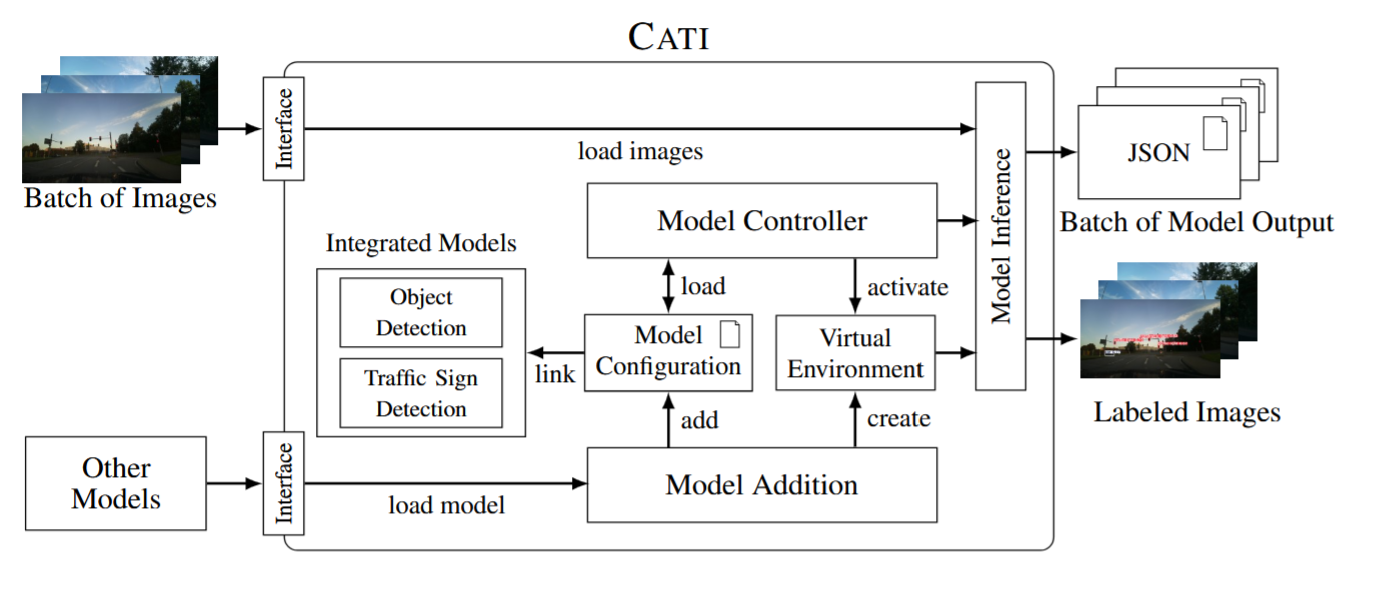 CATI
Interface
load images
Batch of Images
JSON
Batch of Model Output
Model Inference
Model Controller
Integrated Models
Object
Detection
Traffic Sign
Detection
load
activate
Model
Configuration
link
Virtual
Environment
Labeled Images
add
create
Other
Models
Interface
load model
Model Addition